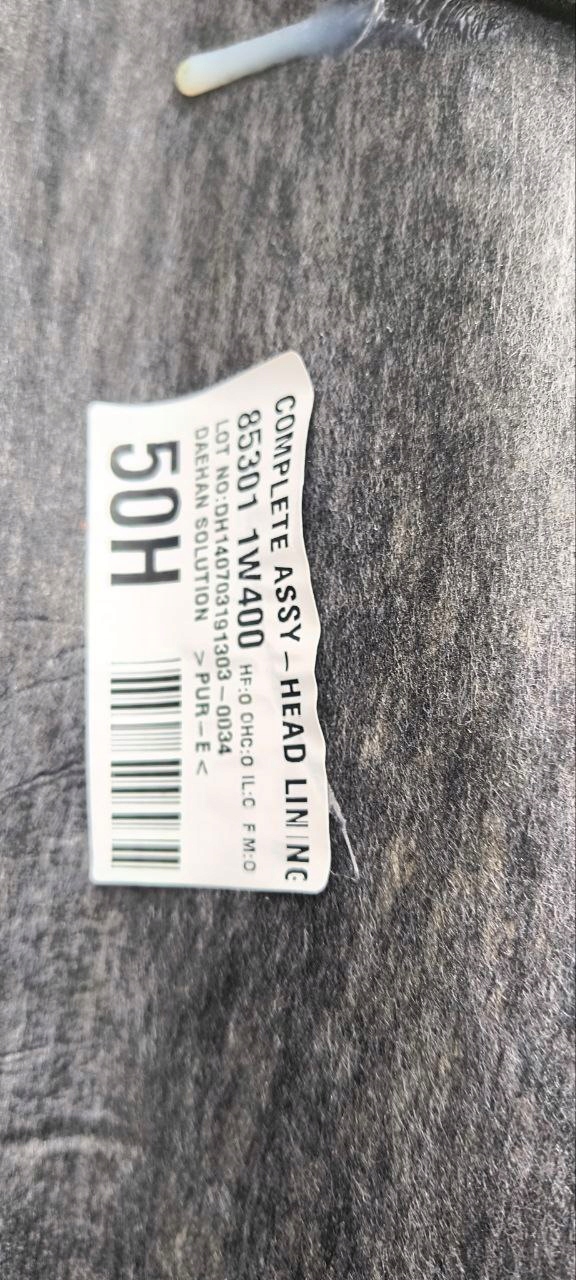 COMPLETE ASSY-HEAD LINING
85301 1W400 HF:0 OHC:0 IL:C FM:0
LOT NO:DH140703191303-0034
DAEHAN SOLUTION >PUR-E<
50H